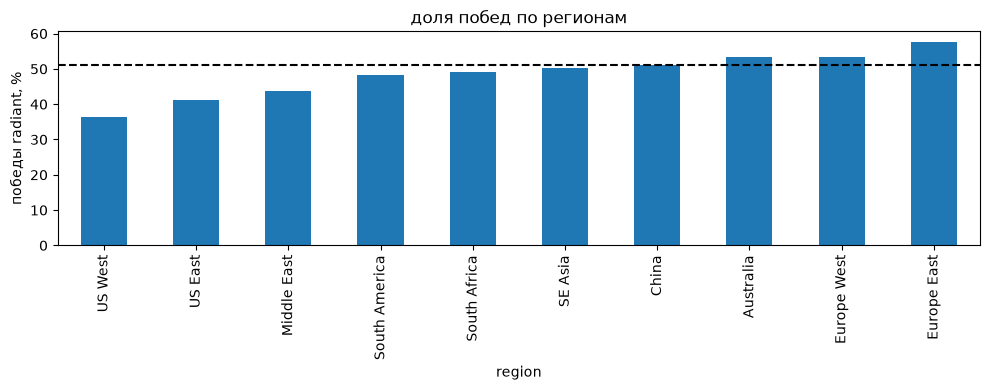 доля побед по регионам
победы radiant, %
60
50
40
30
20
10
0
US West
US East
Middle East
South America
South Africa
SE Asia
China
Australia
Europe West
Europe East
region